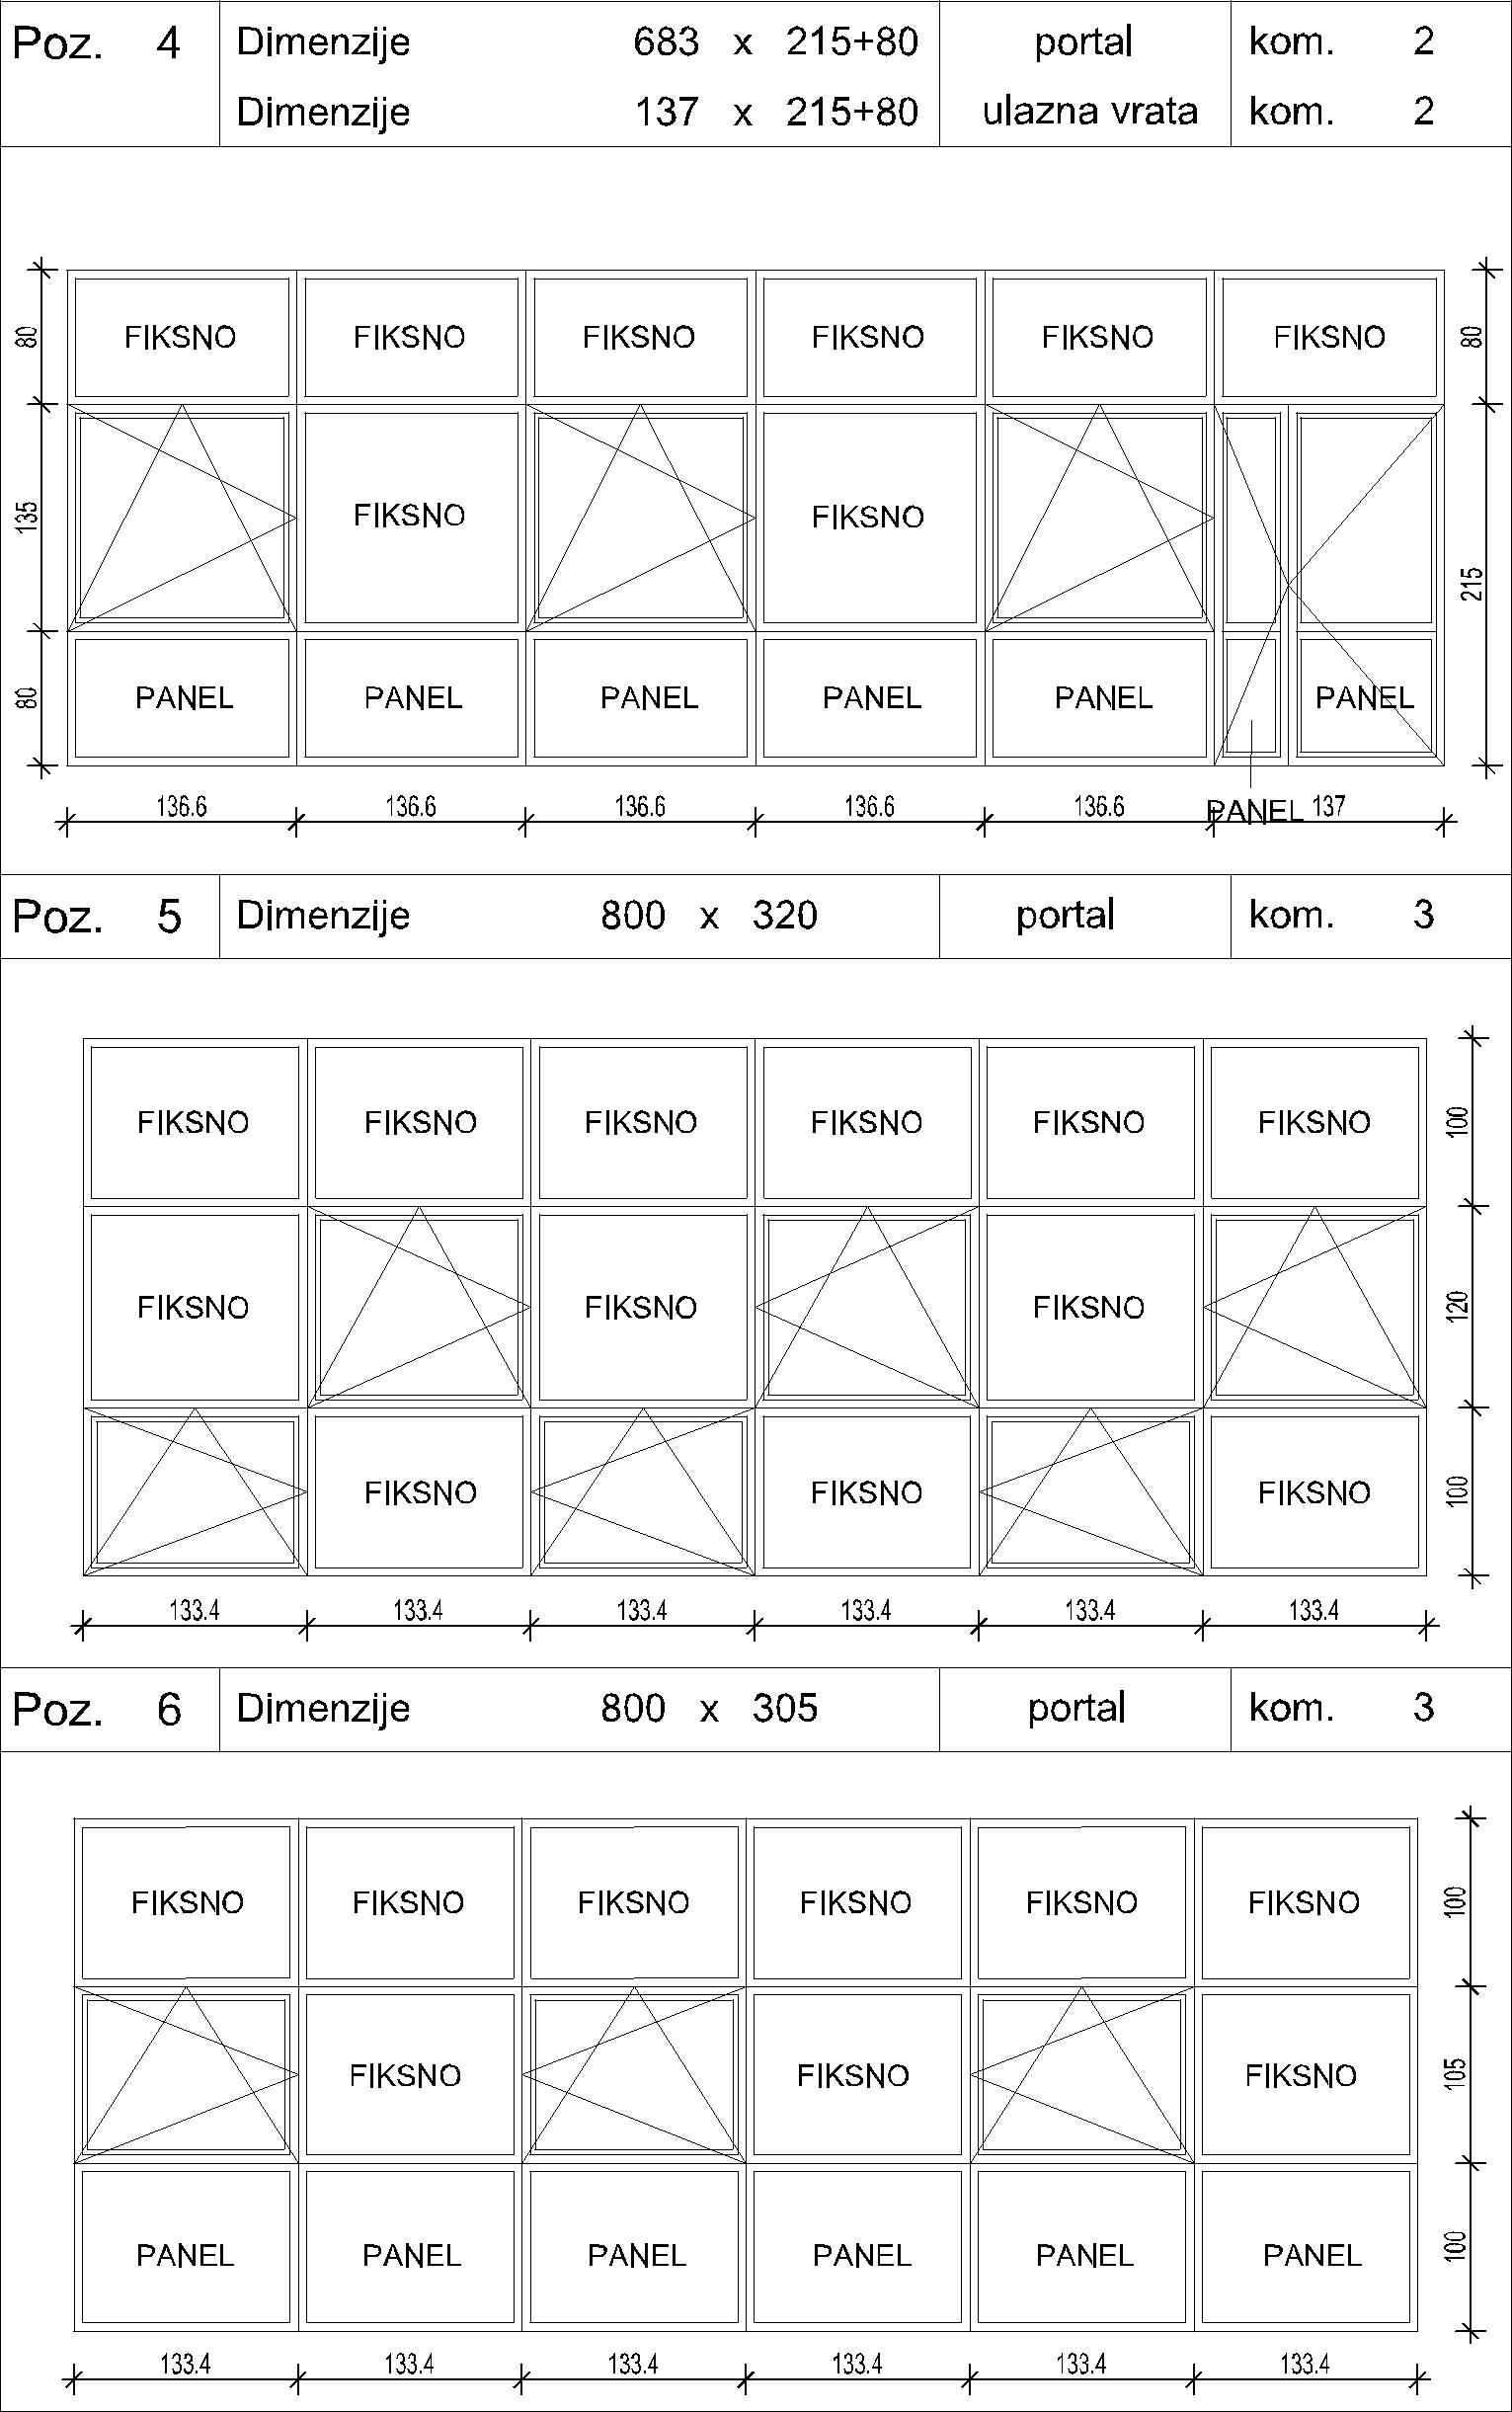 Poz. 4 Dimenzije 683 x 215+80 portal kom. 2
Dimenzije 137 x 215+80 ulazna vrata kom. 2
80 FIKSNO FIKSNO FIKSNO FIKSNO FIKSNO FIKSNO 80
135 FIKSNO FIKSNO 215
80 PANEL PANEL PANEL PANEL PANEL PANEL
136.6 136.6 136.6 136.6 136.6 PANEL 137
Poz. 5 Dimenzije 800 x 320 portal kom. 3
FIKSNO FIKSNO FIKSNO FIKSNO FIKSNO FIKSNO 100
FIKSNO FIKSNO FIKSNO 120
FIKSNO FIKSNO FIKSNO 100
133.4 133.4 133.4 133.4 133.4 133.4
Poz. 6 Dimenzije 800 x 305 portal kom. 3
FIKSNO FIKSNO FIKSNO FIKSNO FIKSNO FIKSNO 100
FIKSNO FIKSNO FIKSNO 105
PANEL PANEL PANEL PANEL PANEL PANEL 100
133.4 133.4 133.4 133.4 133.4 133.4